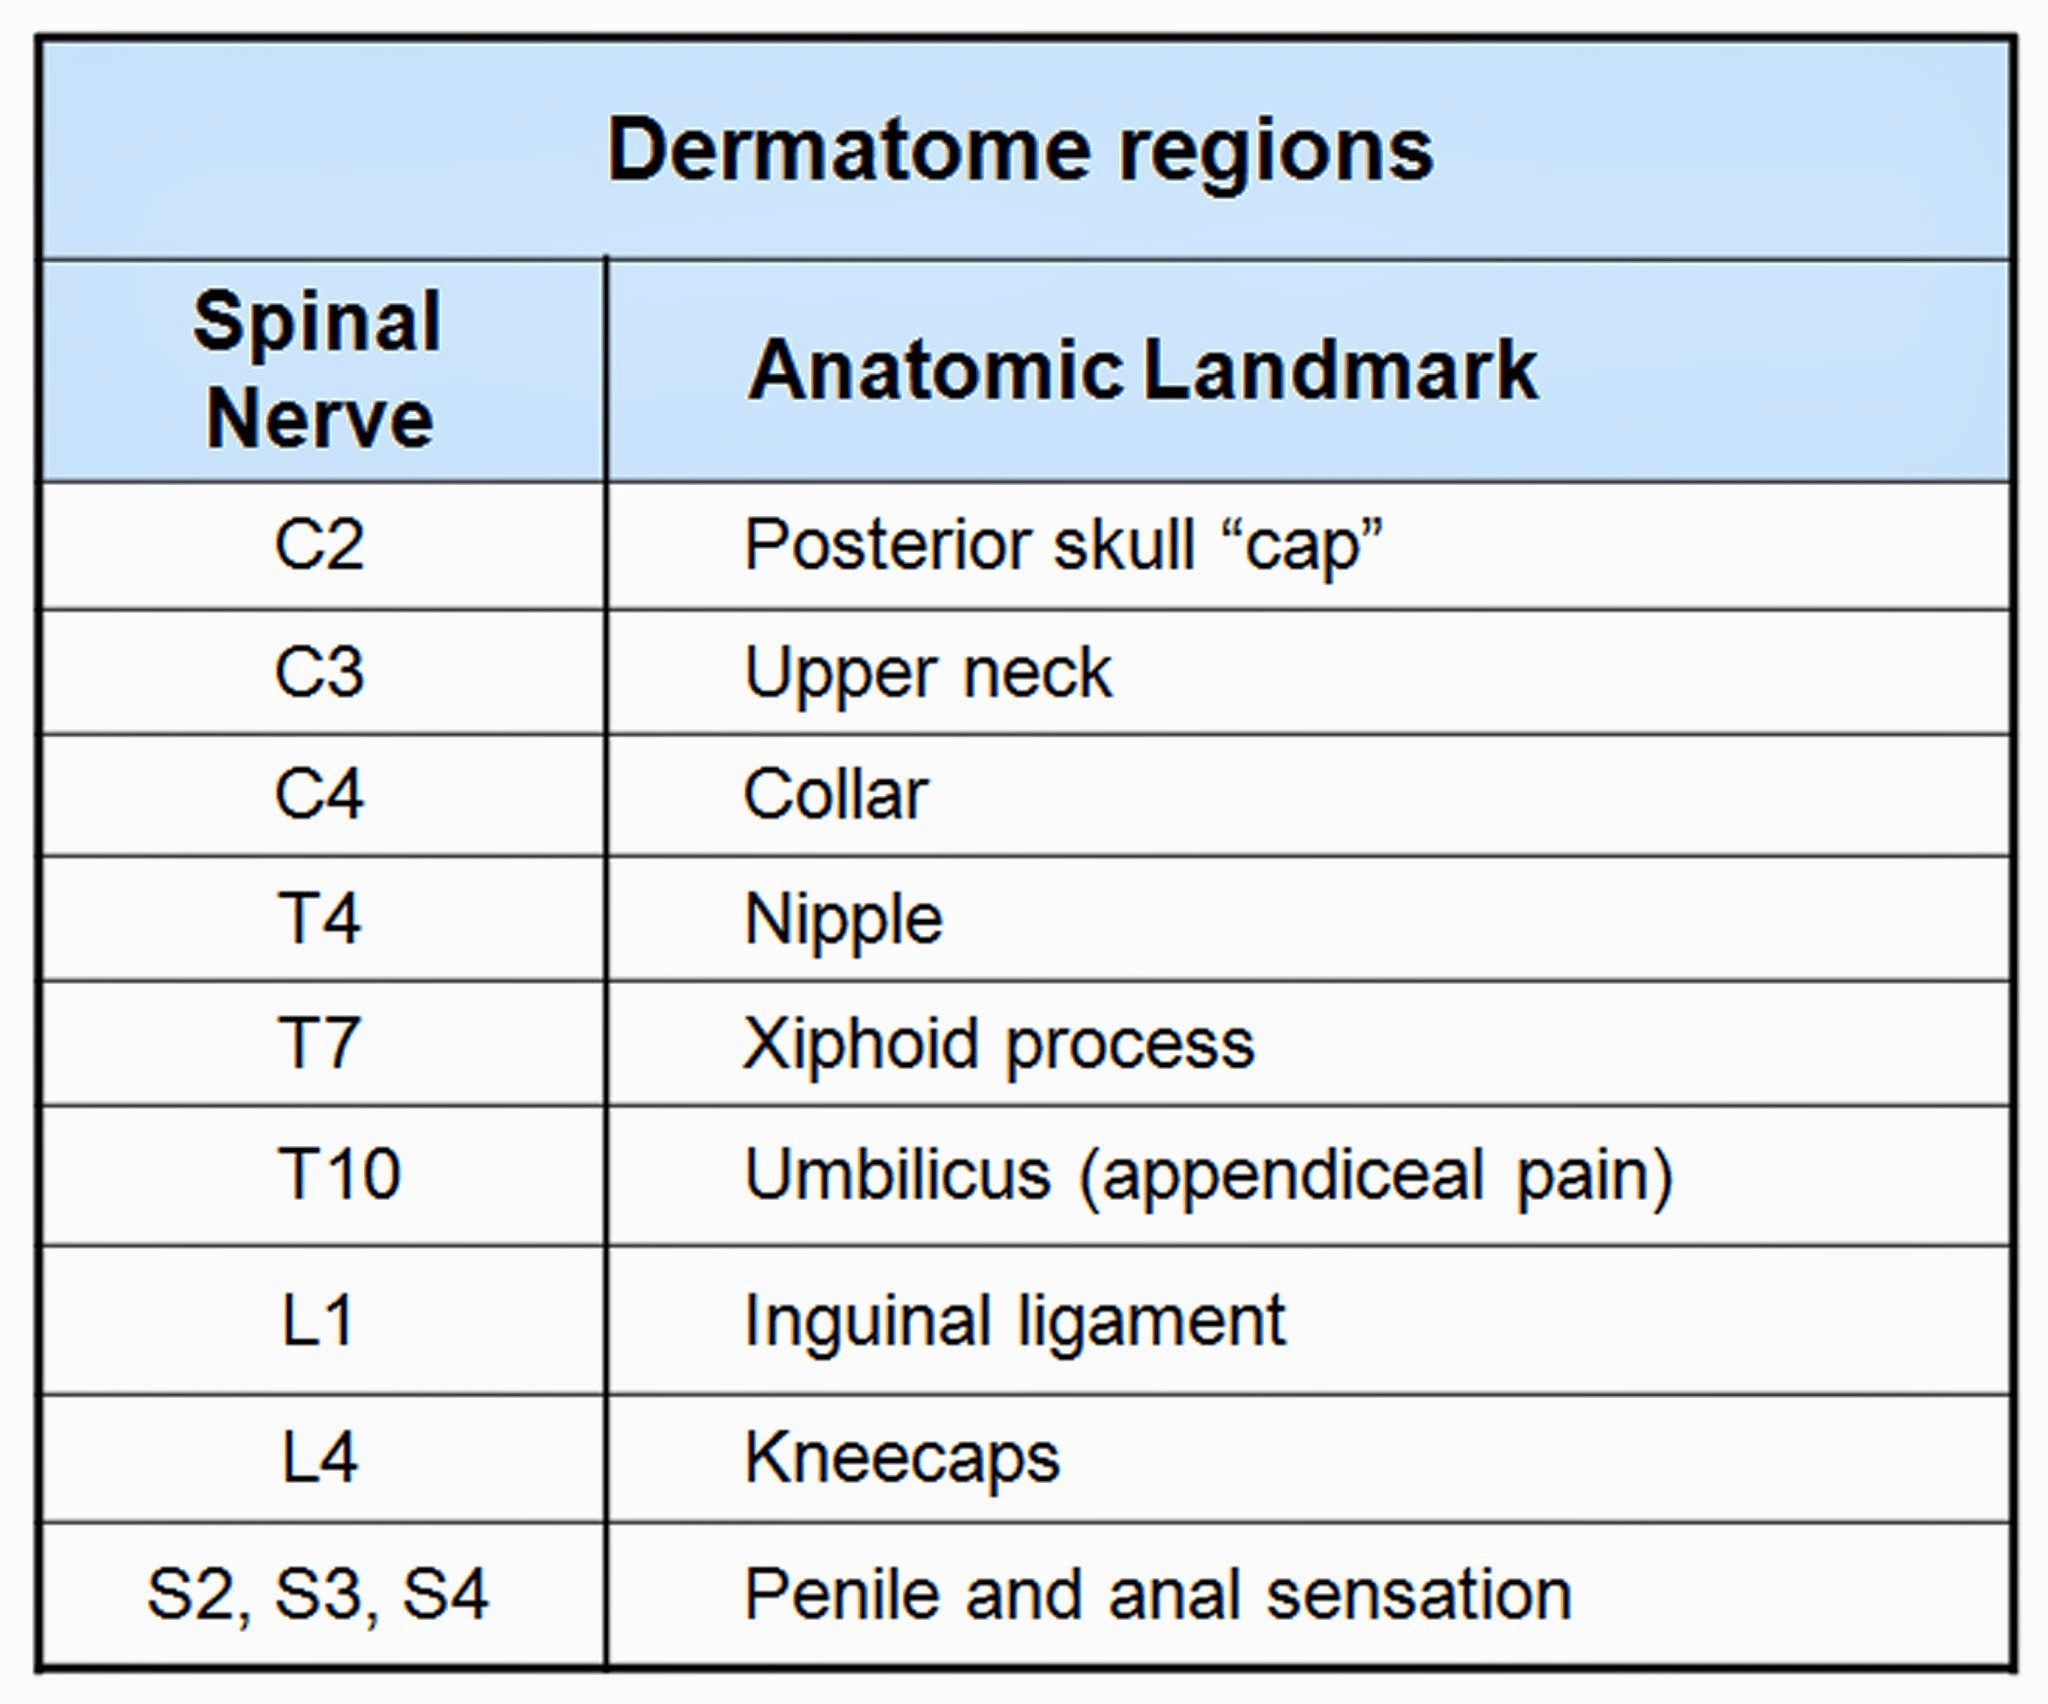 Dermatome regions
Spinal
Nerve
Anatomic Landmark
C2
Posterior skull “cap”
C3
Upper neck
C4
Collar
T4
Nipple
T7
Xiphoid process
T10
Umbilicus (appendiceal pain)
L1
Inguinal ligament
L4
Kneecaps
S2, S3, S4
Penile and anal sensation